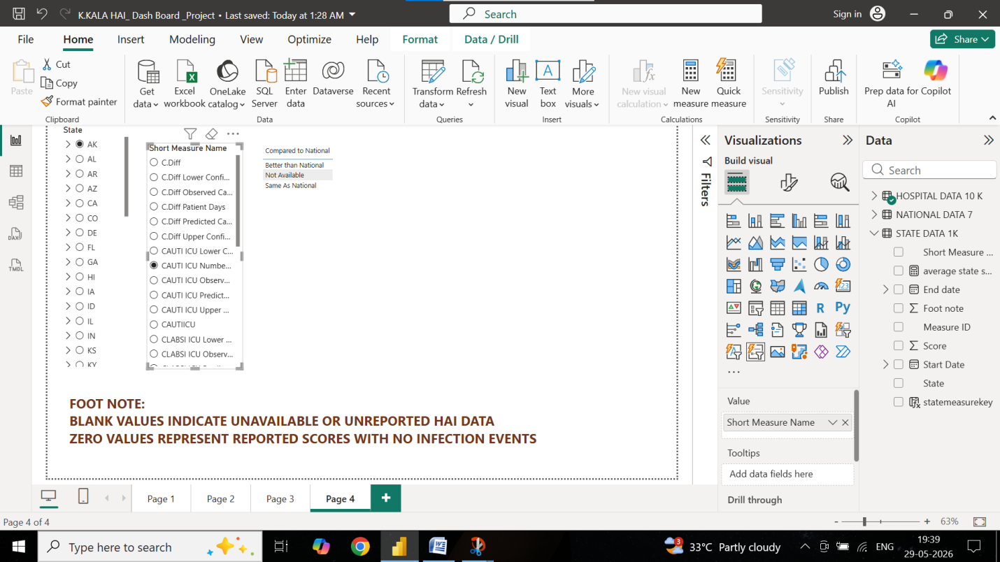 K.KALA HAI_ Dash Board _Project • Last saved: Today at 1:28 AM
Search
Sign in
File
Home
Insert
Modeling
View
Optimize
Help
Format
Data / Drill
Share
Paste
Cut
Copy
Format painter
Clipboard
Get data
Excel workbook
OneLake catalog
SQL Server
Enter data
Dataverse
Recent sources
Data
Transform data
Refresh
Queries
New visual
Text box
More visuals
Insert
New visual calculation
New measure
Quick measure
Calculations
Sensitivity
Sensitivity
Publish
Share
Prep data for AI
Copilot
Copilot
State
AK
AL
AR
AZ
CA
CO
DE
FL
GA
HI
IA
ID
IL
IN
KS
KY
Short Measure Name
C.Diff
C.Diff Lower Confi...
C.Diff Observed Ca...
C.Diff Patient Days
C.Diff Predicted Ca...
C.Diff Upper Confi...
CAUTI ICU Lower C...
CAUTI ICU Numbe...
CAUTI ICU Observ...
CAUTI ICU Predict...
CAUTI ICU Upper ...
CAUTIICU
CLABSI ICU Lower ...
CLABSI ICU Observ...
Compared to National
Better than National
Not Available
Same As National
FOOT NOTE:
BLANK VALUES INDICATE UNAVAILABLE OR UNREPORTED HAI DATA
ZERO VALUES REPRESENT REPORTED SCORES WITH NO INFECTION EVENTS
Filters
Visualizations
Build visual
123
R
Py
Value
Short Measure Name
Tooltips
Add data fields here
Drill through
Data
Search
HOSPITAL DATA 10 K
NATIONAL DATA 7
STATE DATA 1K
Short Measure ...
average state s...
End date
Foot note
Measure ID
Score
Start Date
State
statemeasurekey
DAX
TMDL
Page 1
Page 2
Page 3
Page 4
Page 4 of 4
63%
Type here to search
3
33°C Partly cloudy
ENG
19:39
29-05-2026